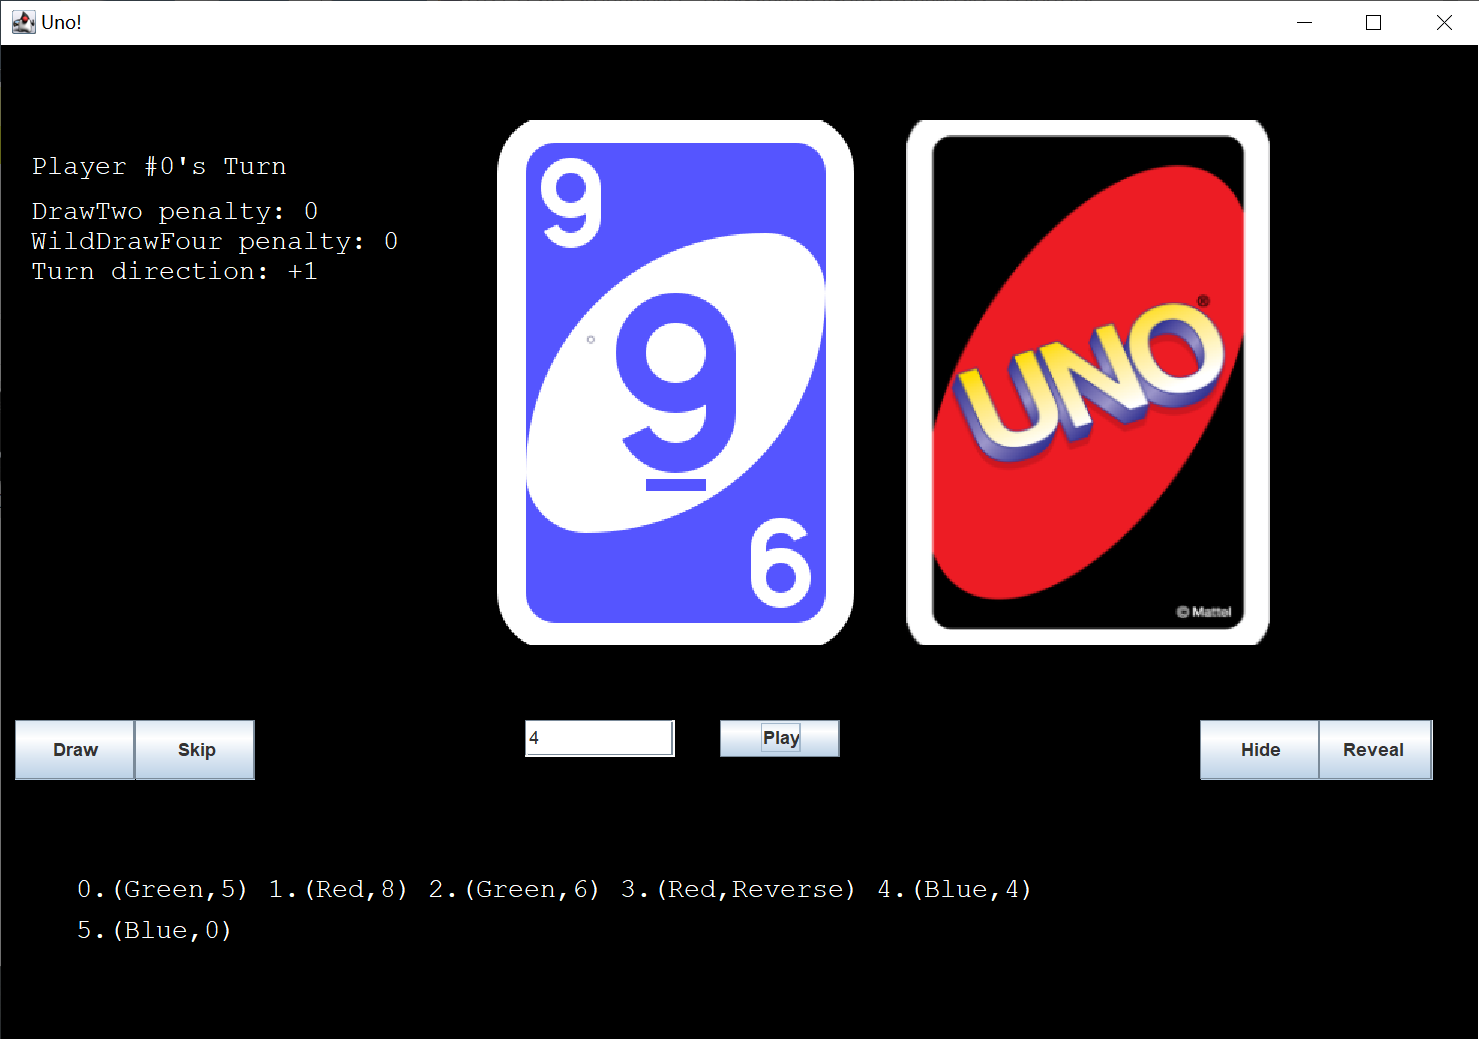 Uno!
Player #0's Turn
DrawTwo penalty: 0
WildDrawFour penalty: 0
Turn direction: +1
9
9
9
UNO
®
© Mattel
Draw
Skip
4
Play
Hide
Reveal
0.(Green,5) 1.(Red,8) 2.(Green,6) 3.(Red,Reverse) 4.(Blue,4)
5.(Blue,0)